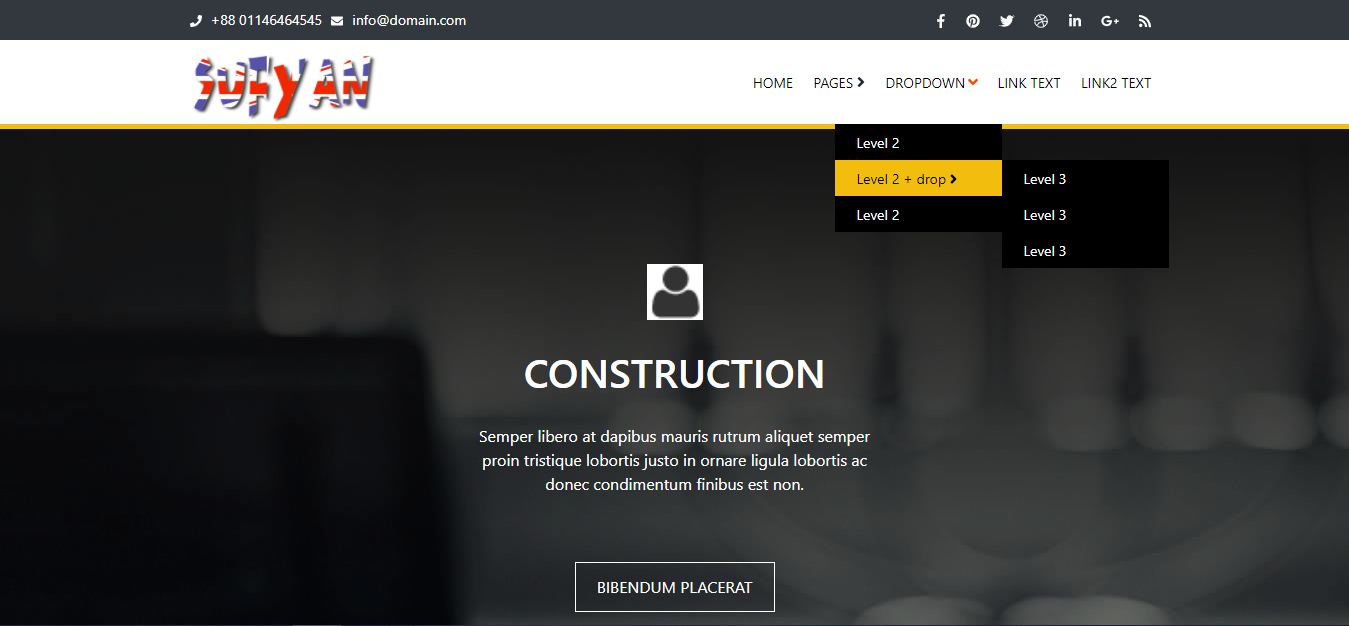 +88 01146464545 info@domain.com
SUFYAN
HOME PAGES DROPDOWN LINK TEXT LINK2 TEXT
Level 2
Level 2 + drop
Level 2
Level 3
Level 3
Level 3
CONSTRUCTION
Semper libero at dapibus mauris rutrum aliquet semper
proin tristique lobortis justo in ornare ligula lobortis ac
donec condimentum finibus est non.
BIBENDUM PLACERAT